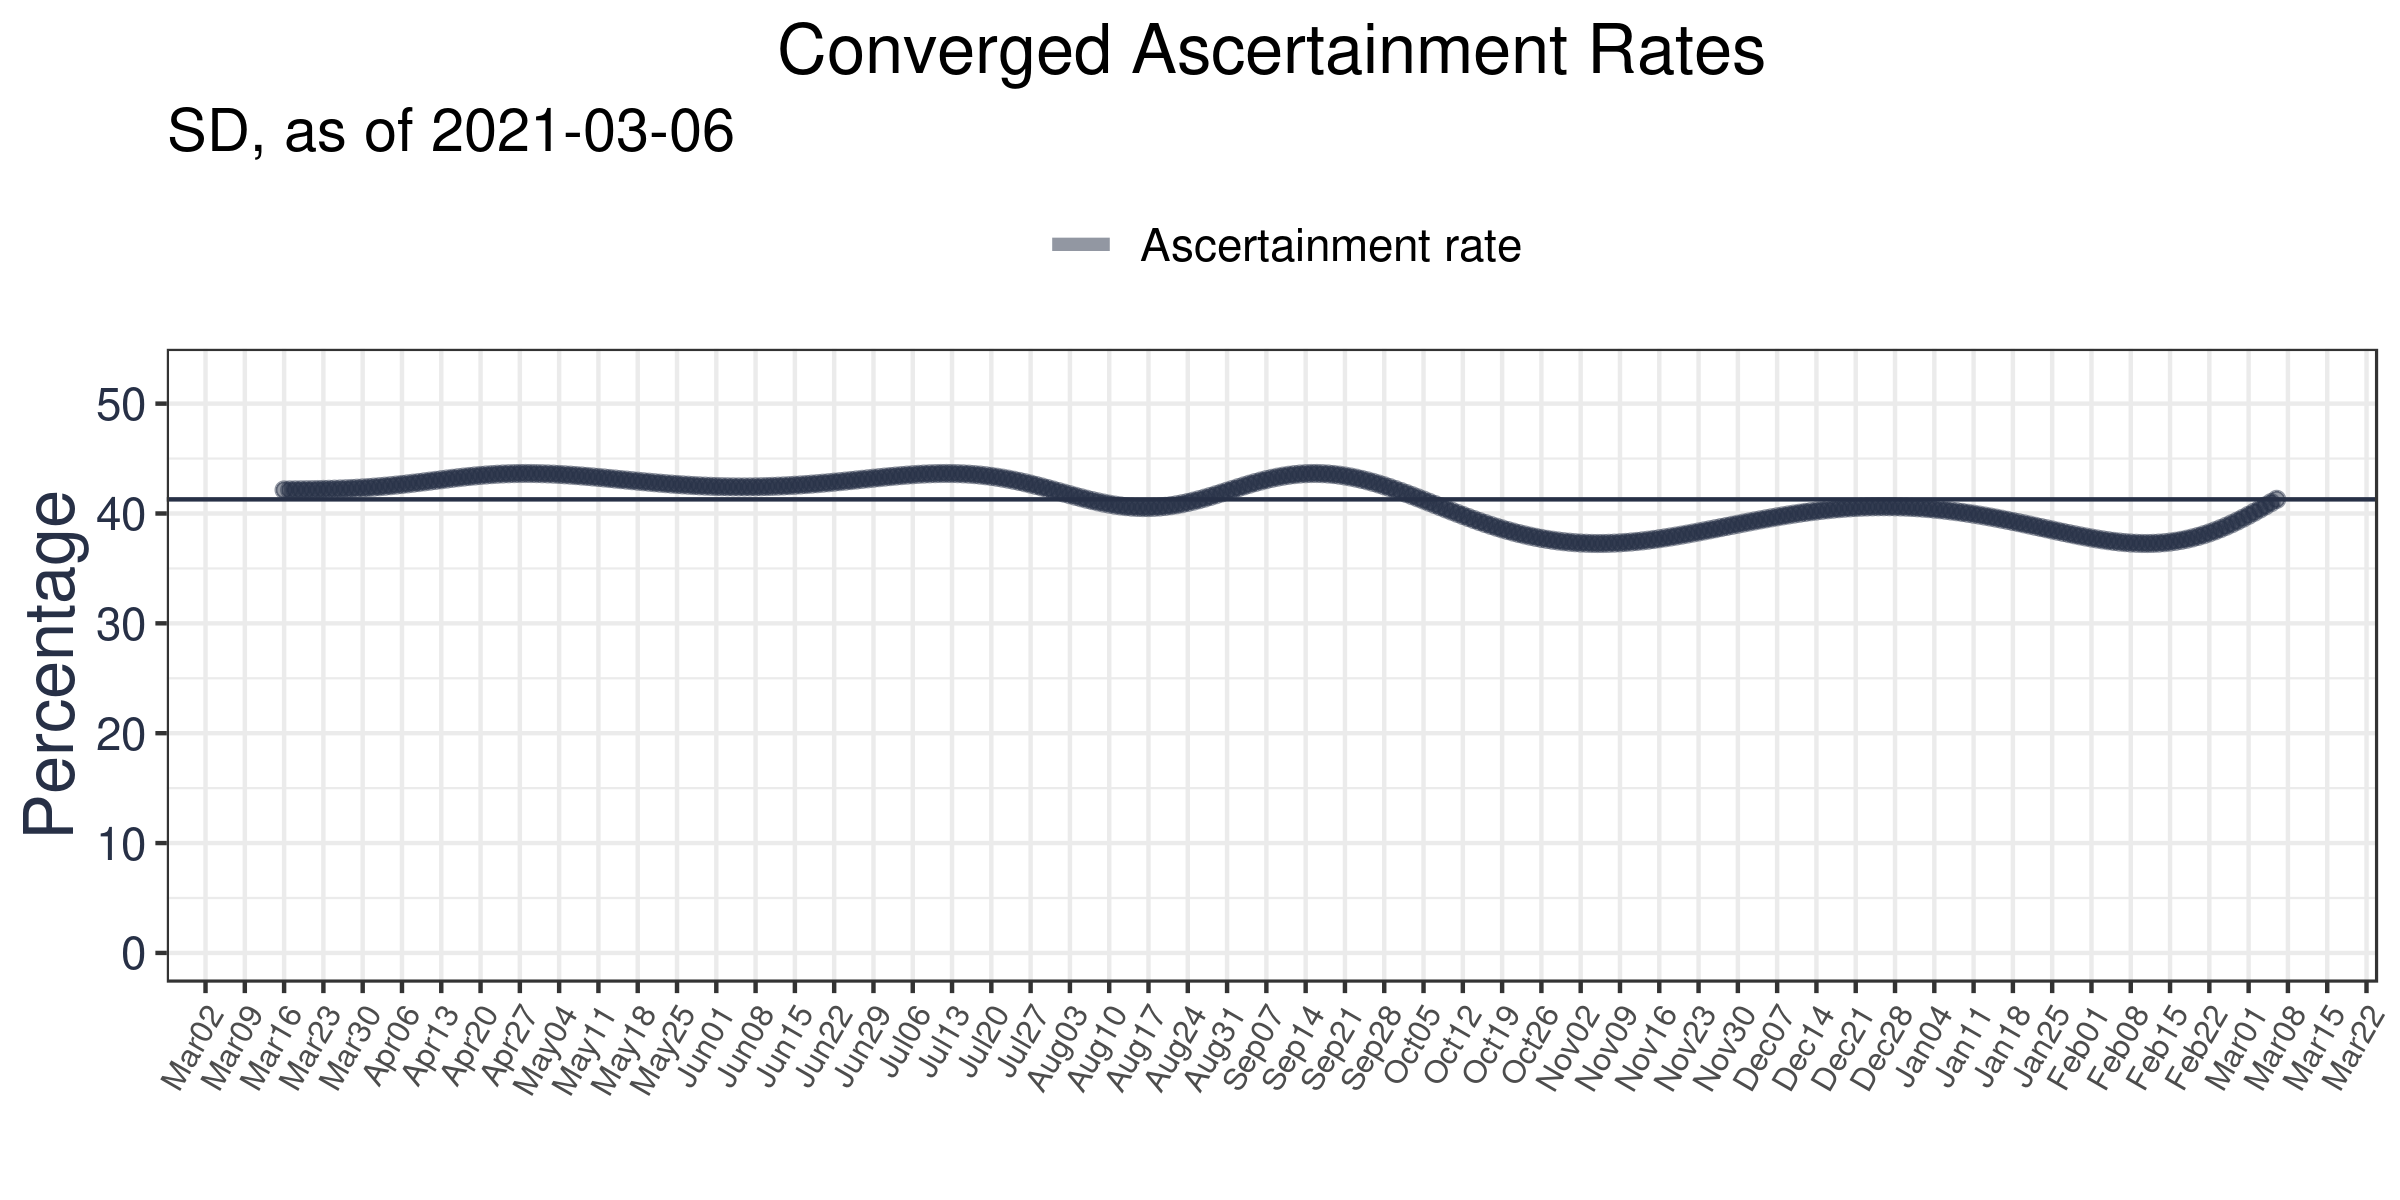 Converged Ascertainment Rates
SD, as of 2021-03-06
Ascertainment rate
Percentage
50
40
30
20
10
0
Mar02 Mar09 Mar16 Mar23 Mar30 Apr06 Apr13 Apr20 Apr27 May04 May11 May18 May25 Jun01 Jun08 Jun15 Jun22 Jun29 Jul06 Jul13 Jul20 Jul27 Aug03 Aug10 Aug17 Aug24 Aug31 Sep07 Sep14 Sep21 Sep28 Oct05 Oct12 Oct19 Oct26 Nov02 Nov09 Nov16 Nov23 Nov30 Dec07 Dec14 Dec21 Dec28 Jan04 Jan11 Jan18 Jan25 Feb01 Feb08 Feb15 Feb22 Mar01 Mar08 Mar15 Mar22